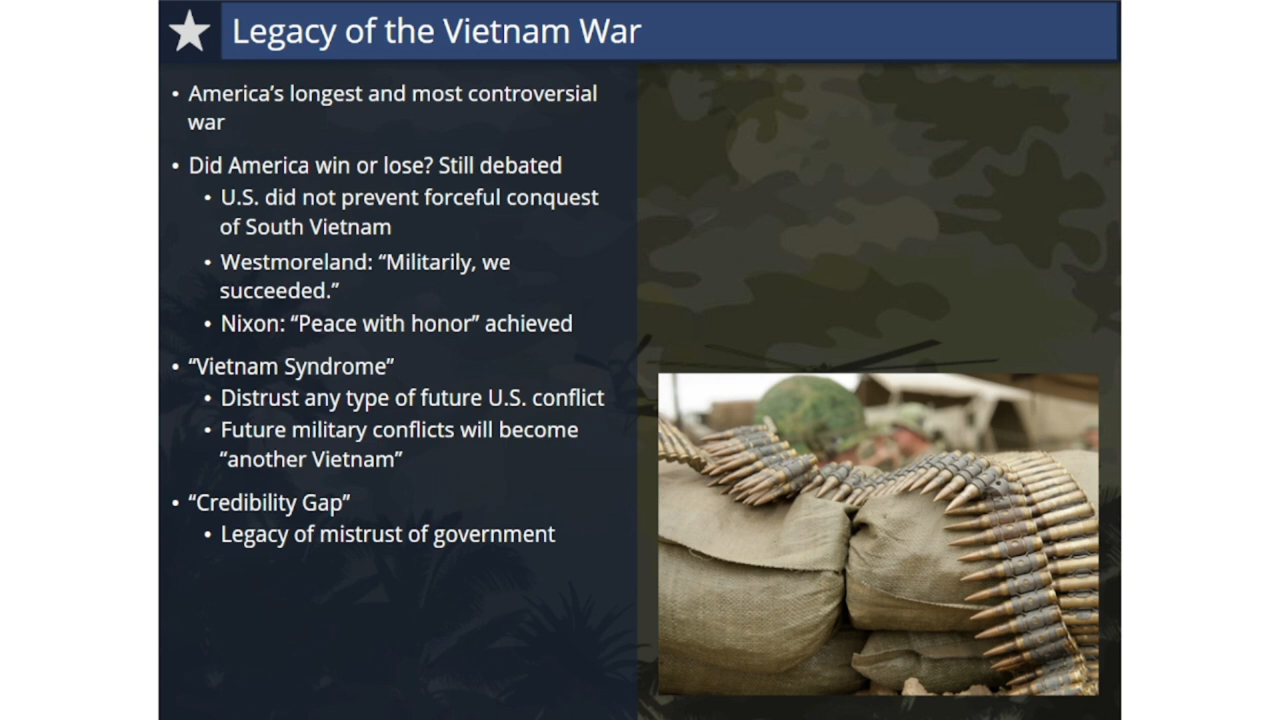 Legacy of the Vietnam War
• America’s longest and most controversial
war
• Did America win or lose? Still debated
• U.S. did not prevent forceful conquest
of South Vietnam
• Westmoreland: “Militarily, we
succeeded.”
• Nixon: “Peace with honor” achieved
• “Vietnam Syndrome”
• Distrust any type of future U.S. conflict
• Future military conflicts will become
“another Vietnam”
• “Credibility Gap”
• Legacy of mistrust of government